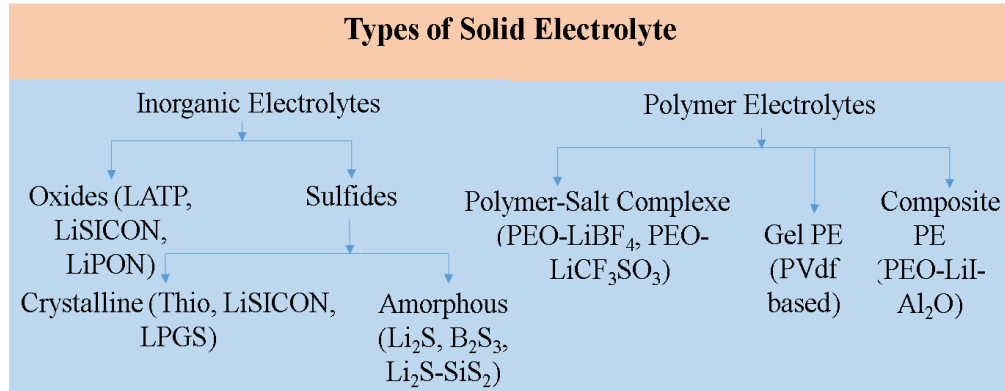 Types of Solid Electrolyte
Inorganic Electrolytes
Oxides (LATP,
LiSICON,
LiPON)
Sulfides
Crystalline (Thio, LiSICON,
LPGS)
Amorphous
(Li₂S, B₂S₃,
Li₂S-SiS₂)
Polymer Electrolytes
Polymer-Salt Complexe
(PEO-LiBF₄, PEO-
LiCF₃SO₃)
Gel PE
(PVdf
based)
Composite
PE
(PEO-LiI-
Al₂O)